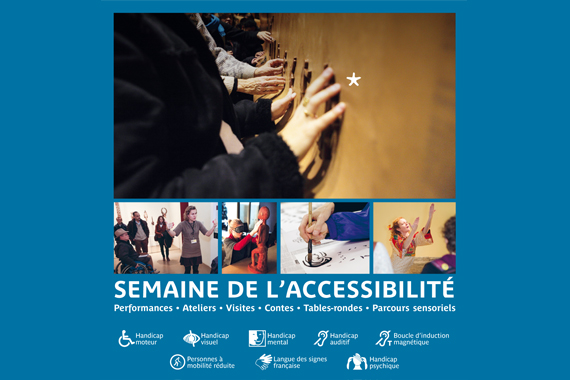 SEMAINE DE L'ACCESSIBILITÉ
Performances • Ateliers • Visites • Contes • Tables-rondes • Parcours sensoriels
Handicap
moteur
Handicap
visuel
Handicap
mental
Handicap
auditif
Boucle d'induction
magnétique
Personnes à
mobilité réduite
Langue des signes
française
Handicap
psychique